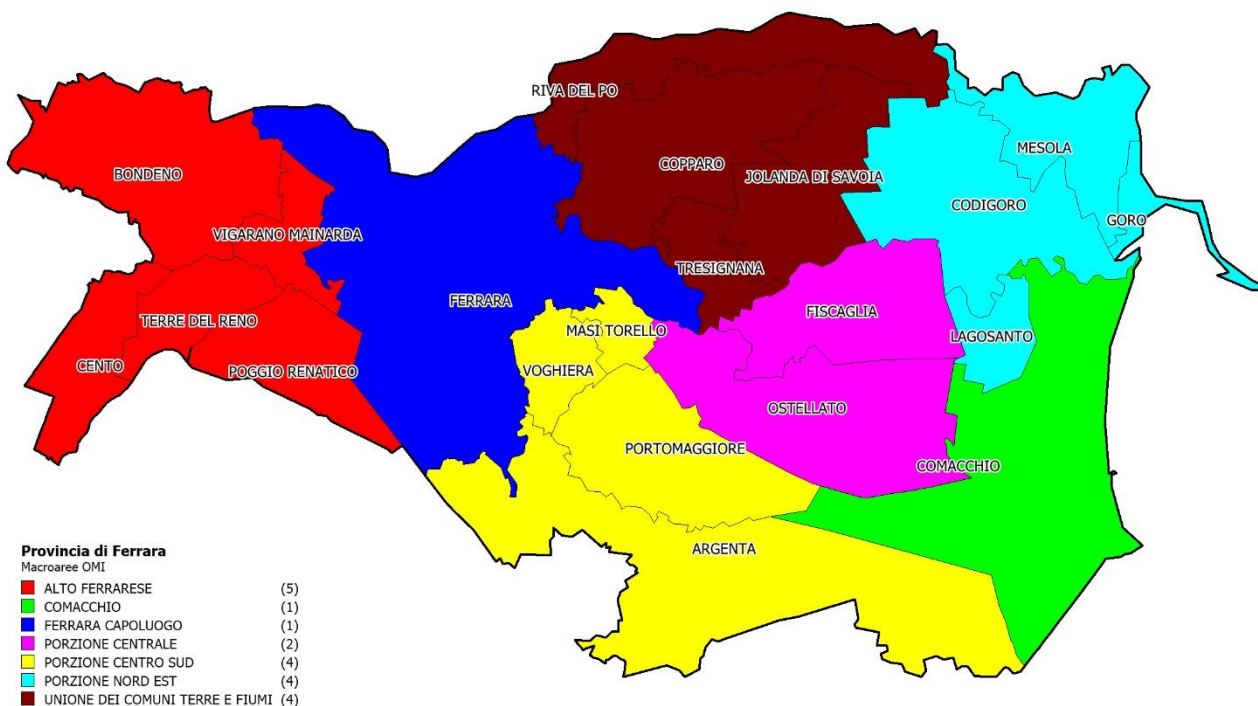 RIVA DEL PO
MESOLA
COPPARO
BONDENO
JOLANDA DI SAVOIA
CODIGORO
GORO
VIGARANO MAINARDA
TRESIGNANA
FERRARA
FISCAGLIA
TERRE DEL RENO
MASI TORELLO
LAGOSANTO
CENTO
POGGIO RENATICO
VOGHIERA
OSTELLATO
PORTOMAGGIORE
COMACCHIO
ARGENTA
Provincia di Ferrara
Macroaree OMI
ALTO FERRARESE (5)
COMACCHIO (1)
FERRARA CAPOLUOGO (1)
PORZIONE CENTRALE (2)
PORZIONE CENTRO SUD (4)
PORZIONE NORD EST (4)
UNIONE DEI COMUNI TERRE E FIUMI (4)